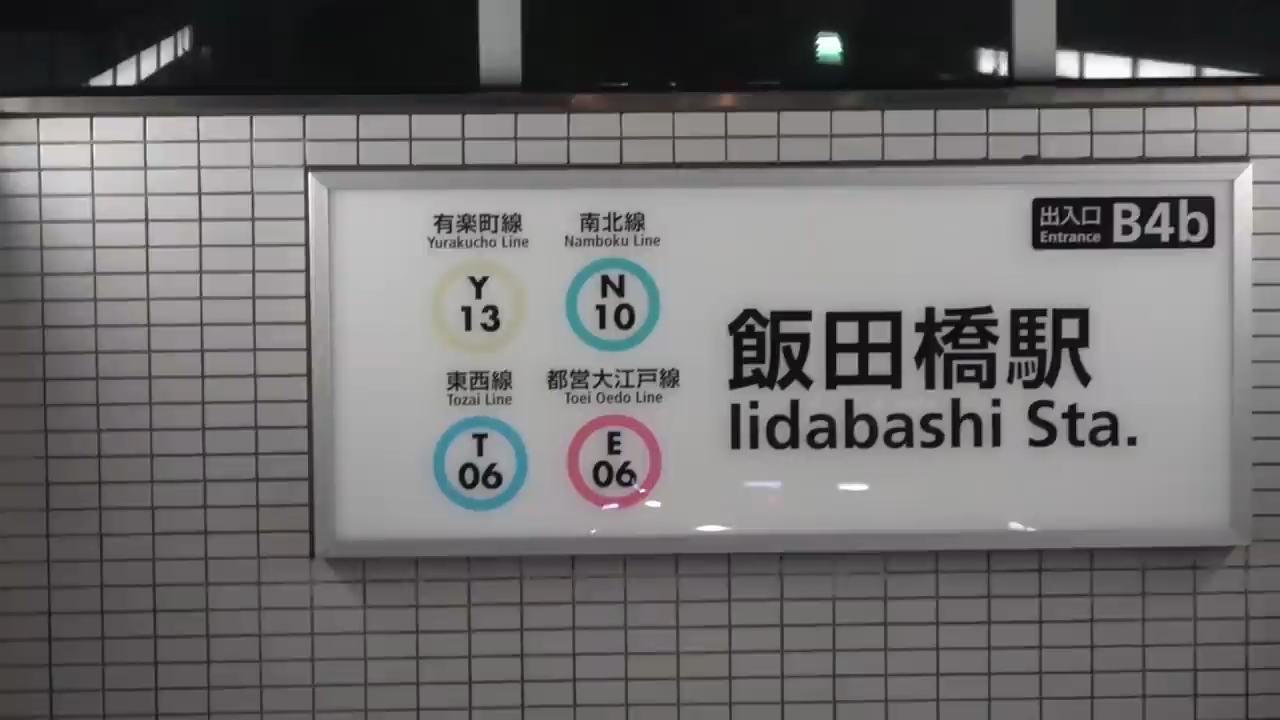 有楽町線
Yurakucho Line
Y
13
南北線
Namboku Line
N
10
東西線
Tozai Line
T
06
都営大江戸線
Toei Oedo Line
E
06
出入口
Entrance
B4b
飯田橋駅
Iidabashi Sta.